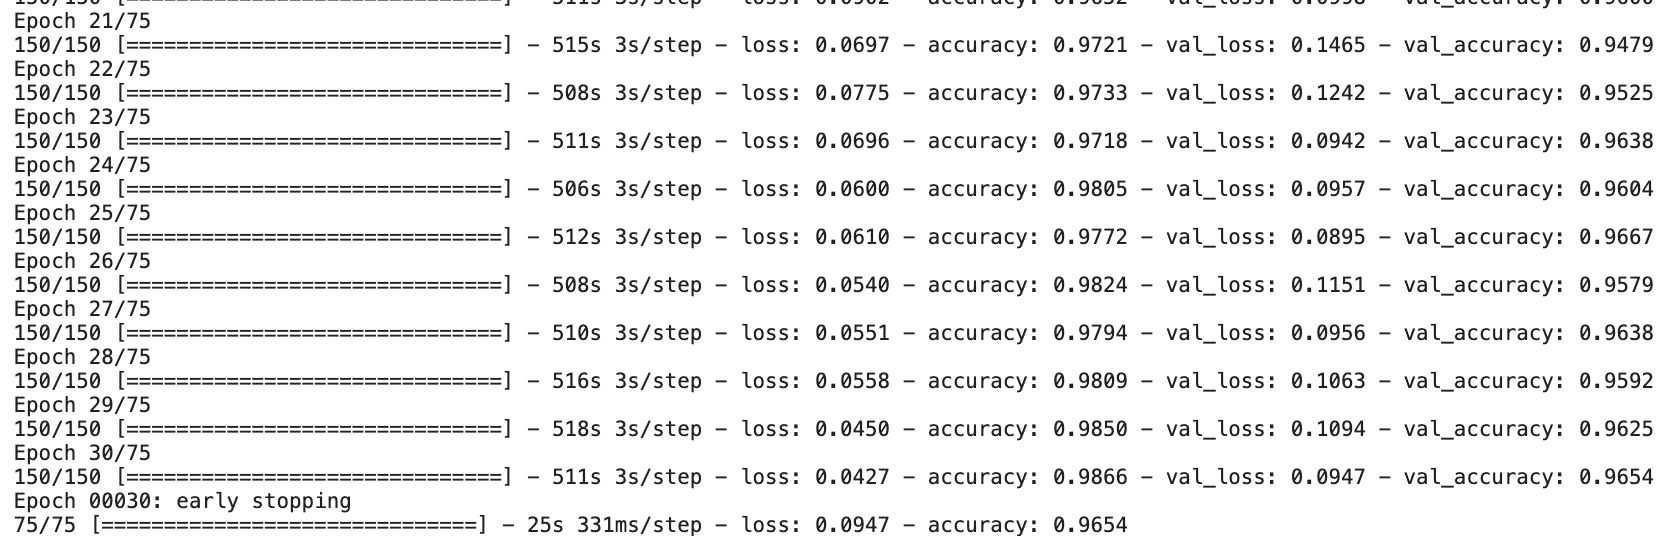 Epoch 21/75
150/150 [==============================] - 515s 3s/step - loss: 0.0697 - accuracy: 0.9721 - val_loss: 0.1465 - val_accuracy: 0.9479
Epoch 22/75
150/150 [==============================] - 508s 3s/step - loss: 0.0775 - accuracy: 0.9733 - val_loss: 0.1242 - val_accuracy: 0.9525
Epoch 23/75
150/150 [==============================] - 511s 3s/step - loss: 0.0696 - accuracy: 0.9718 - val_loss: 0.0942 - val_accuracy: 0.9638
Epoch 24/75
150/150 [==============================] - 506s 3s/step - loss: 0.0600 - accuracy: 0.9805 - val_loss: 0.0957 - val_accuracy: 0.9604
Epoch 25/75
150/150 [==============================] - 512s 3s/step - loss: 0.0610 - accuracy: 0.9772 - val_loss: 0.0895 - val_accuracy: 0.9667
Epoch 26/75
150/150 [==============================] - 508s 3s/step - loss: 0.0540 - accuracy: 0.9824 - val_loss: 0.1151 - val_accuracy: 0.9579
Epoch 27/75
150/150 [==============================] - 510s 3s/step - loss: 0.0551 - accuracy: 0.9794 - val_loss: 0.0956 - val_accuracy: 0.9638
Epoch 28/75
150/150 [==============================] - 516s 3s/step - loss: 0.0558 - accuracy: 0.9809 - val_loss: 0.1063 - val_accuracy: 0.9592
Epoch 29/75
150/150 [==============================] - 518s 3s/step - loss: 0.0450 - accuracy: 0.9850 - val_loss: 0.1094 - val_accuracy: 0.9625
Epoch 30/75
150/150 [==============================] - 511s 3s/step - loss: 0.0427 - accuracy: 0.9866 - val_loss: 0.0947 - val_accuracy: 0.9654
Epoch 00030: early stopping
75/75 [==============================] - 25s 331ms/step - loss: 0.0947 - accuracy: 0.9654